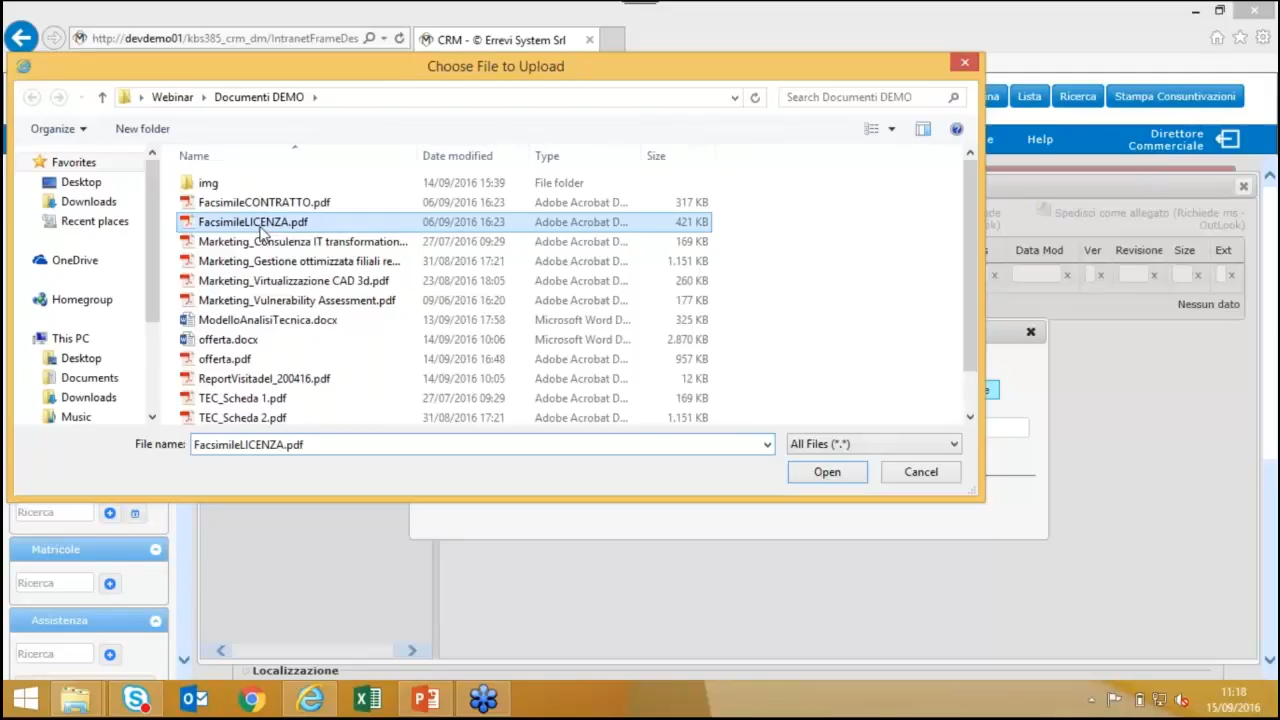 http://devdemo01/kbs385_crm_dm/IntranetFrameDes
CRM - © Errevi System Srl
Choose File to Upload
Webinar
Documenti DEMO
Search Documenti DEMO
Organize
New folder
Lista
Ricerca
Stampa Consuntivazioni
Help
Direttore
Commerciale
Favorites
Desktop
Downloads
Recent places
OneDrive
Homegroup
This PC
Desktop
Documents
Downloads
Music
Name Date modified Type Size
img 14/09/2016 15:39 File folder
FacsimileCONTRATTO.pdf 06/09/2016 16:23 Adobe Acrobat D... 317 KB
FacsimileLICENZA.pdf 06/09/2016 16:23 Adobe Acrobat D... 421 KB
Marketing_Consulenza IT transformation... 27/07/2016 09:29 Adobe Acrobat D... 169 KB
Marketing_Gestione ottimizzata filiali re... 31/08/2016 17:21 Adobe Acrobat D... 1.151 KB
Marketing_Virtualizzazione CAD 3d.pdf 23/08/2016 18:05 Adobe Acrobat D... 260 KB
Marketing_Vulnerability Assessment.pdf 09/06/2016 16:20 Adobe Acrobat D... 177 KB
ModelloAnalisiTecnica.docx 13/09/2016 17:58 Microsoft Word D... 325 KB
offerta.docx 14/09/2016 10:06 Microsoft Word D... 2.870 KB
offerta.pdf 14/09/2016 16:48 Adobe Acrobat D... 957 KB
ReportVisitadel_200416.pdf 14/09/2016 10:05 Adobe Acrobat D... 12 KB
TEC_Scheda 1.pdf 27/07/2016 09:29 Adobe Acrobat D... 169 KB
TEC_Scheda 2.pdf 31/08/2016 17:21 Adobe Acrobat D... 1.151 KB
File name: FacsimileLICENZA.pdf All Files (*.*)
Open Cancel
Spedisci come allegato (Richiede ms -
OutLook)
Data Mod Ver Revisione Size Ext
x x x x x
Nessun dato
Ricerca
Matricole
Ricerca
Assistenza
Ricerca
Localizzazione
11:18
15/09/2016